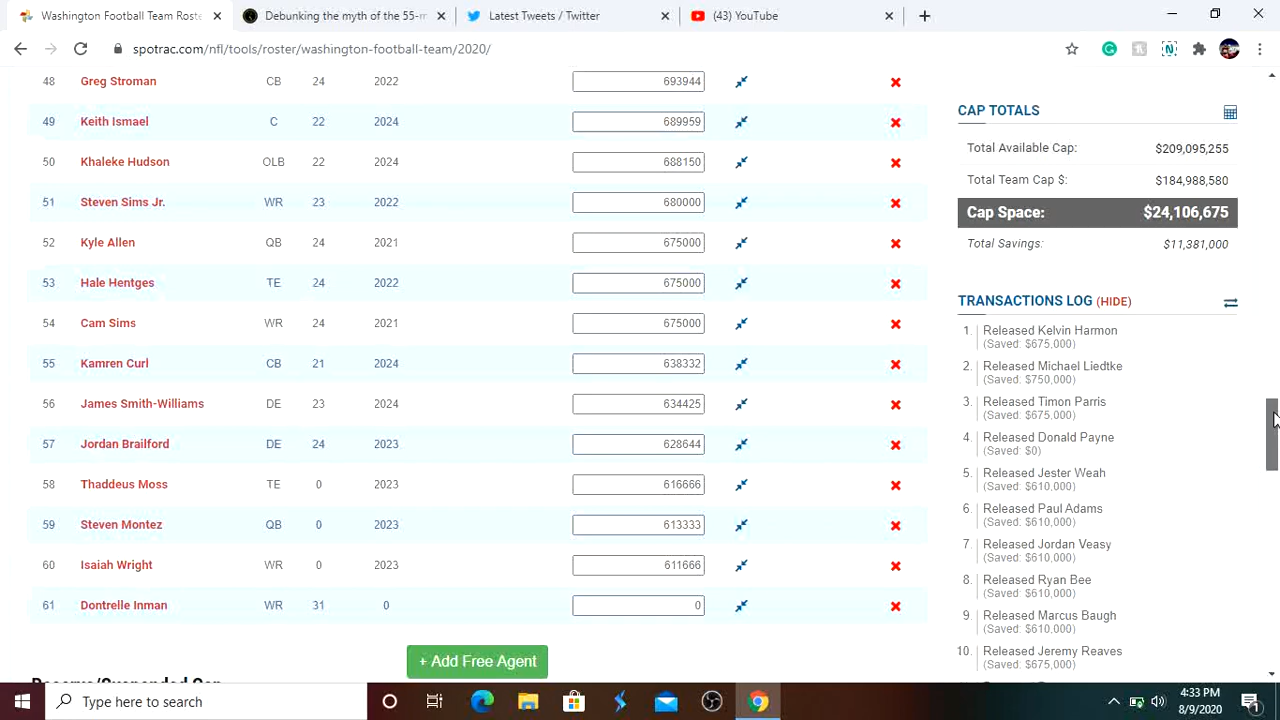 Washington Football Team Roste
Debunking the myth of the 55-m
Latest Tweets / Twitter
(43) YouTube
spotrac.com/nfl/tools/roster/washington-football-team/2020/
48 Greg Stroman CB 24 2022 693944
49 Keith Ismael C 22 2024 689959
50 Khaleke Hudson OLB 22 2024 688150
51 Steven Sims Jr. WR 23 2022 680000
52 Kyle Allen QB 24 2021 675000
53 Hale Hentges TE 24 2022 675000
54 Cam Sims WR 24 2021 675000
55 Kamren Curl CB 21 2024 638332
56 James Smith-Williams DE 23 2024 634425
57 Jordan Brailford DE 24 2023 628644
58 Thaddeus Moss TE 0 2023 616666
59 Steven Montez QB 0 2023 613333
60 Isaiah Wright WR 0 2023 611666
61 Dontrelle Inman WR 31 0 0
+ Add Free Agent
CAP TOTALS
Total Available Cap: $209,095,255
Total Team Cap $: $184,988,580
Cap Space: $24,106,675
Total Savings: $11,381,000
TRANSACTIONS LOG (HIDE)
1. Released Kelvin Harmon
(Saved: $675,000)
2. Released Michael Liedtke
(Saved: $750,000)
3. Released Timon Parris
(Saved: $675,000)
4. Released Donald Payne
(Saved: $0)
5. Released Jester Weah
(Saved: $610,000)
6. Released Paul Adams
(Saved: $610,000)
7. Released Jordan Veasy
(Saved: $610,000)
8. Released Ryan Bee
(Saved: $610,000)
9. Released Marcus Baugh
(Saved: $610,000)
10. Released Jeremy Reaves
(Saved: $675,000)
Type here to search
4:33 PM
8/9/2020